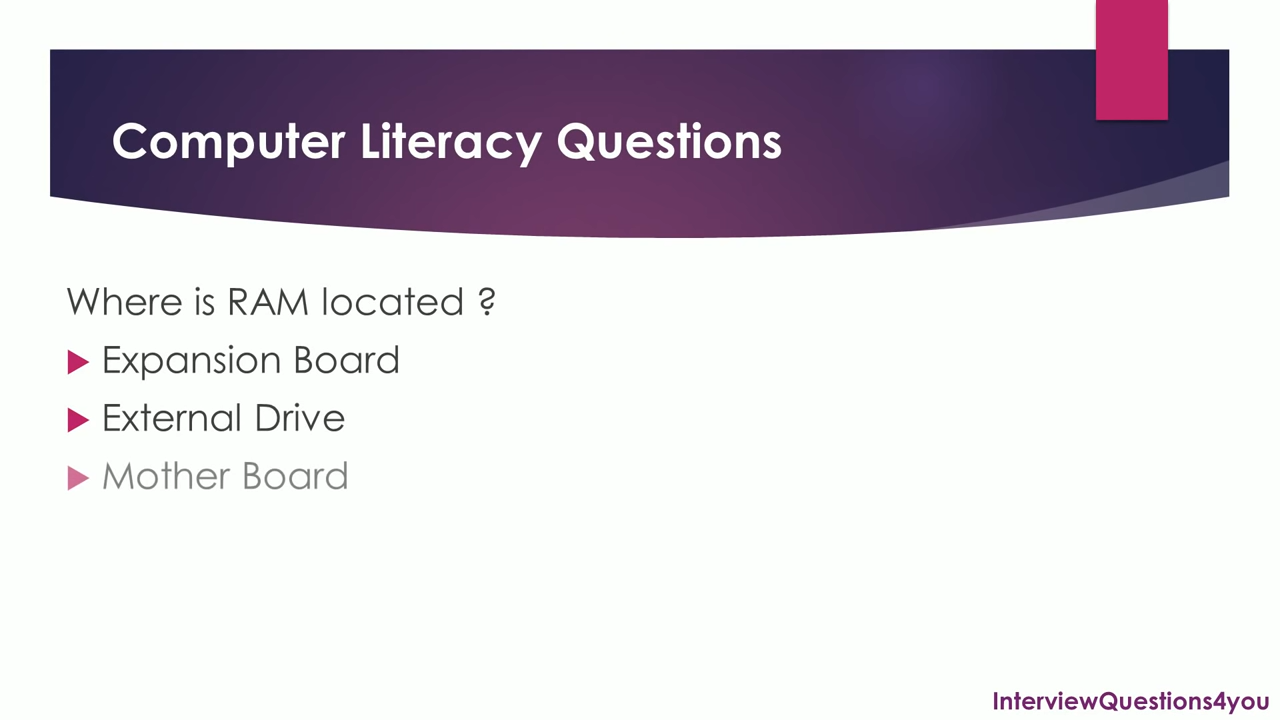 Computer Literacy Questions
Where is RAM located ?
Expansion Board
External Drive
Mother Board
InterviewQuestions4you